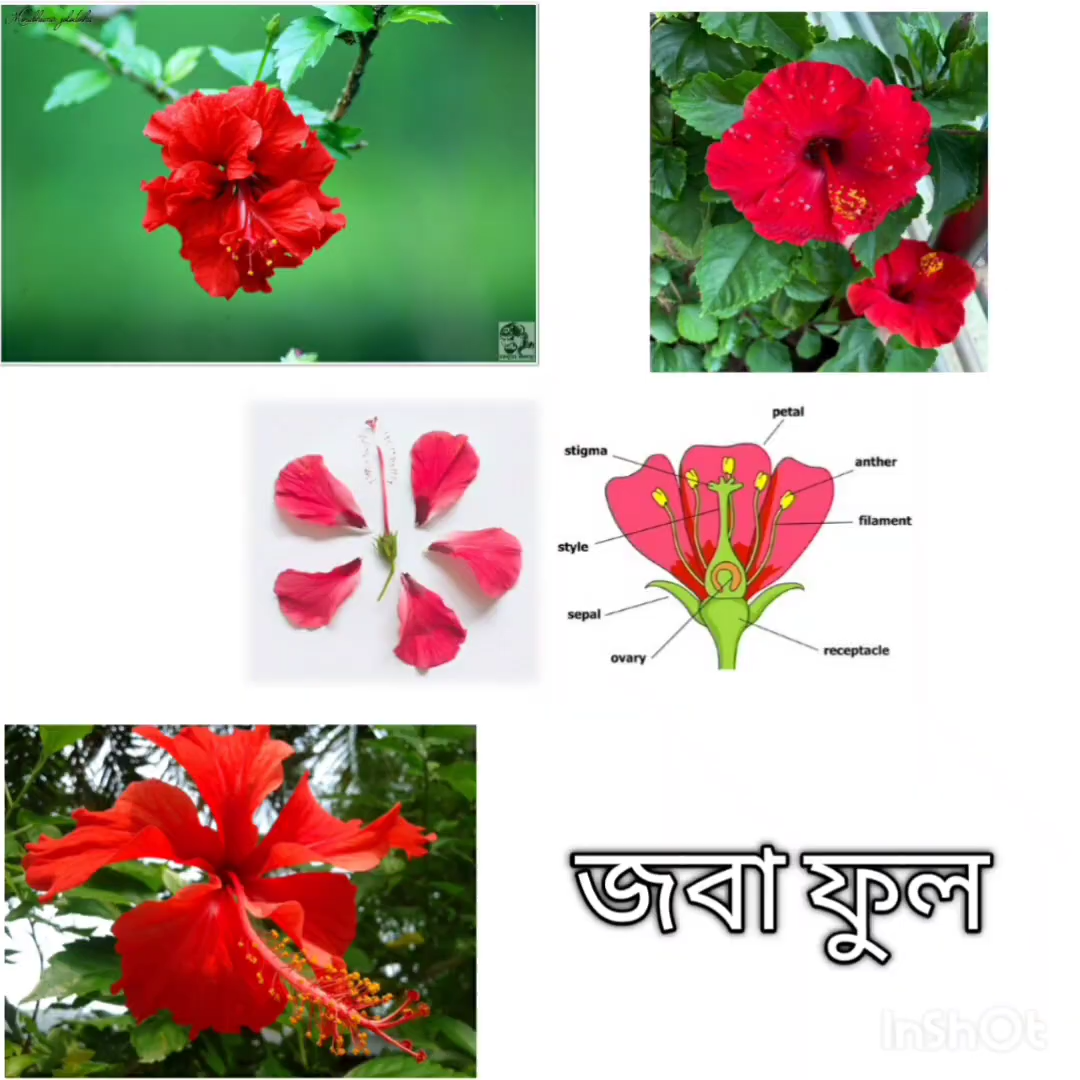 petal
stigma
anther
filament
style
sepal
ovary
receptacle
জবা ফুল
InShOt